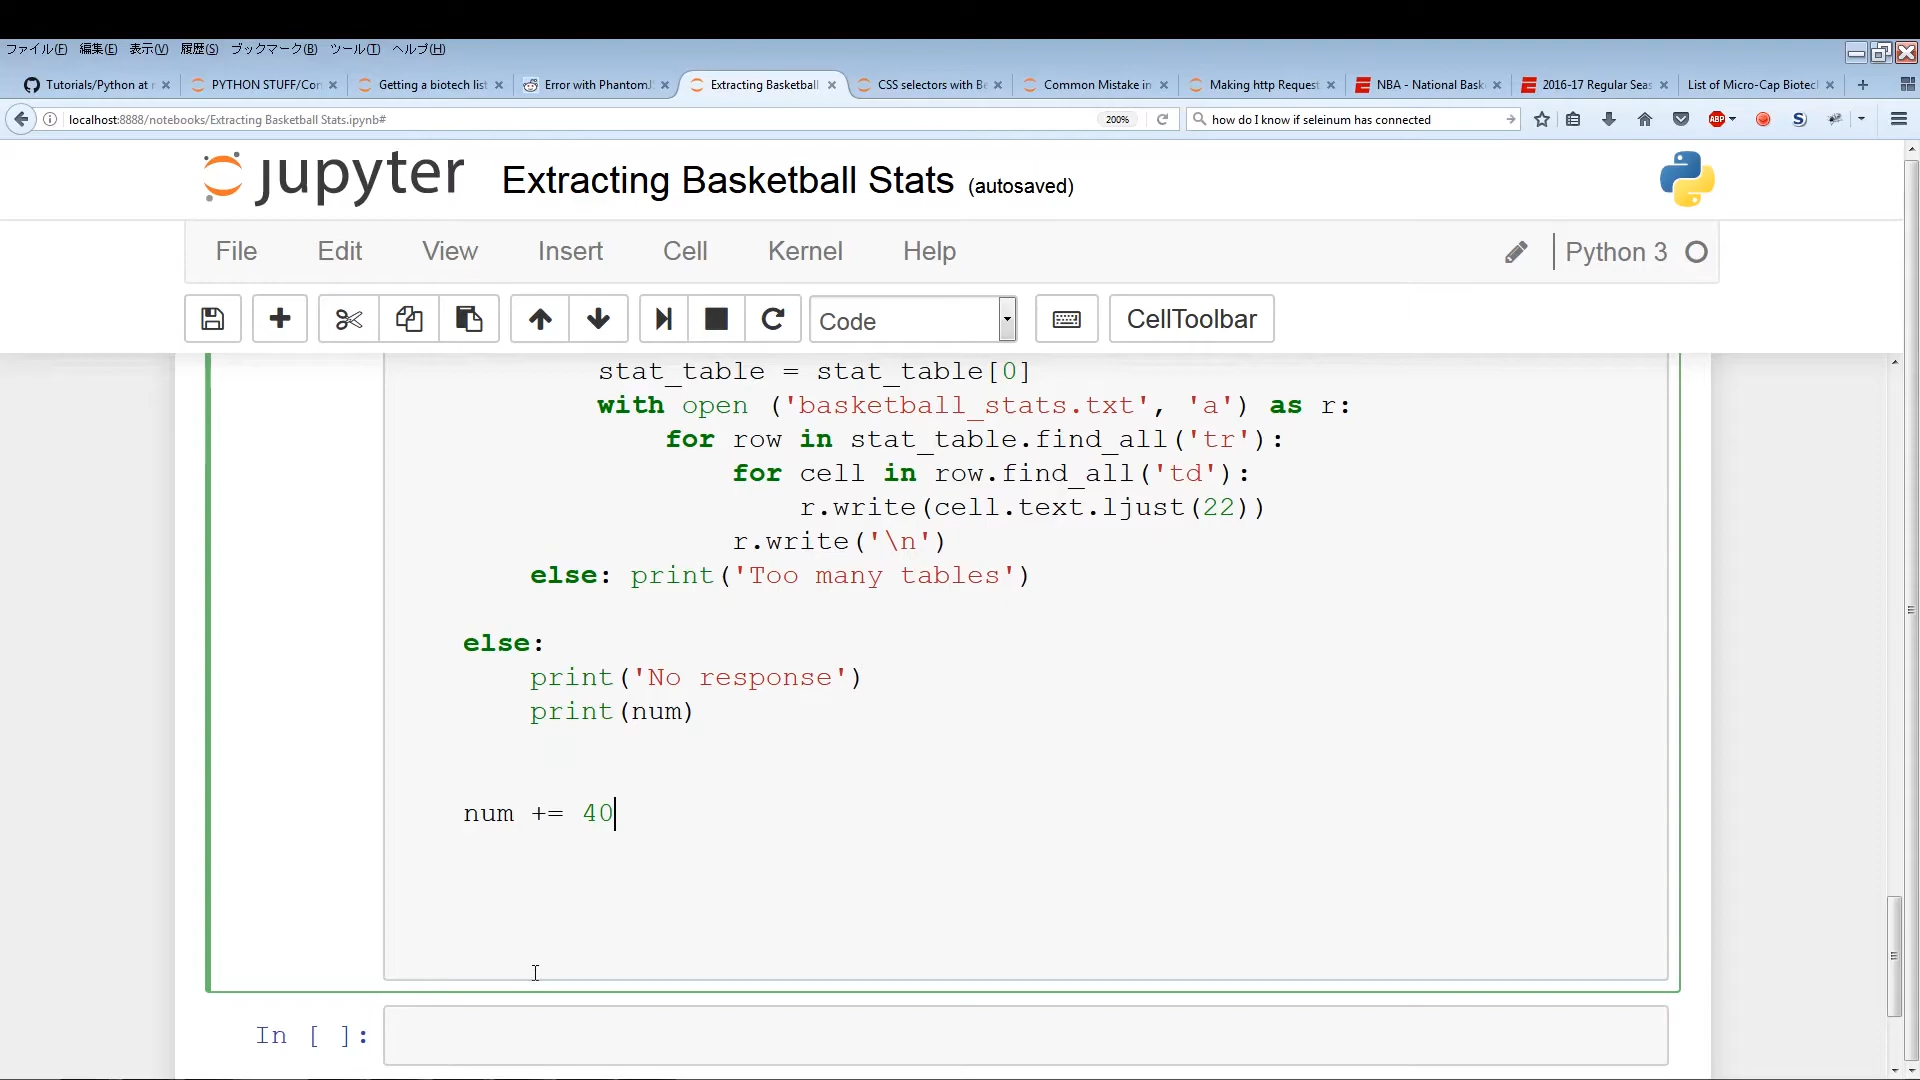 ファイル(F) 編集(E) 表示(V) 履歴(S) ブックマーク(B) ツール(T) ヘルプ(H)
Tutorials/Python at r PYTHON STUFF/Cor Getting a biotech list Error with PhantomJ Extracting Basketball CSS selectors with Be Common Mistake in Making http Request NBA - National Bask 2016-17 Regular Seas List of Micro-Cap Biotec
localhost:8888/notebooks/Extracting Basketball Stats.ipynb# 200% how do I know if seleinum has connected ABP S
jupyter Extracting Basketball Stats (autosaved)
File Edit View Insert Cell Kernel Help Python 3
Code CellToolbar
stat_table = stat_table[0]
with open ('basketball_stats.txt', 'a') as r:
for row in stat_table.find_all('tr'):
for cell in row.find_all('td'):
r.write(cell.text.ljust(22))
r.write('\n')
else: print('Too many tables')
else:
print('No response')
print(num)
num += 40
In [ ]: